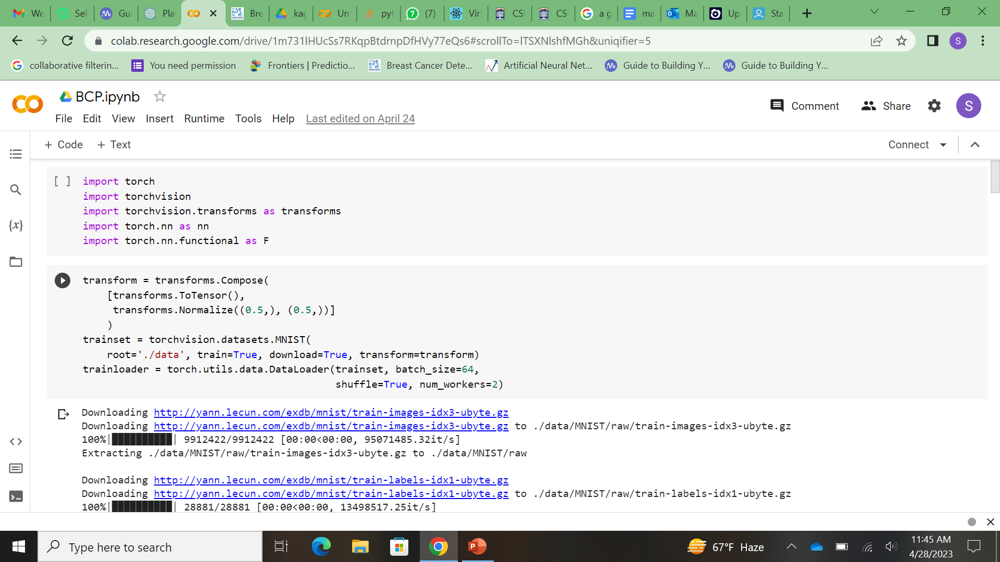 We
Sel
Gui
Pla
Bre
kag
Unt
pyt
(7)
Virt
CSU
CSU
a g
ma
Ma
Up
Sta
colab.research.google.com/drive/1m731lHUcSs7RKqpBtdrnpDfHVy77eQs6#scrollTo=lTSXNlshfMGh&uniqifier=5
S
collaborative filterin...
You need permission
Frontiers | Predictio...
Breast Cancer Dete...
Artificial Neural Net...
Guide to Building Y...
Guide to Building Y...
BCP.ipynb
Comment
Share
S
File Edit View Insert Runtime Tools Help Last edited on April 24
+ Code + Text
Connect
[ ] import torch
import torchvision
import torchvision.transforms as transforms
import torch.nn as nn
import torch.nn.functional as F
{x}
transform = transforms.Compose(
[transforms.ToTensor(),
transforms.Normalize((0.5,), (0.5,))]
)
trainset = torchvision.datasets.MNIST(
root='./data', train=True, download=True, transform=transform)
trainloader = torch.utils.data.DataLoader(trainset, batch_size=64,
shuffle=True, num_workers=2)
Downloading http://yann.lecun.com/exdb/mnist/train-images-idx3-ubyte.gz
Downloading http://yann.lecun.com/exdb/mnist/train-images-idx3-ubyte.gz to ./data/MNIST/raw/train-images-idx3-ubyte.gz
100%|██████████| 9912422/9912422 [00:00<00:00, 95071485.32it/s]
Extracting ./data/MNIST/raw/train-images-idx3-ubyte.gz to ./data/MNIST/raw
Downloading http://yann.lecun.com/exdb/mnist/train-labels-idx1-ubyte.gz
Downloading http://yann.lecun.com/exdb/mnist/train-labels-idx1-ubyte.gz to ./data/MNIST/raw/train-labels-idx1-ubyte.gz
100%|██████████| 28881/28881 [00:00<00:00, 13498517.25it/s]
Type here to search
67°F Haze
11:45 AM
4/28/2023